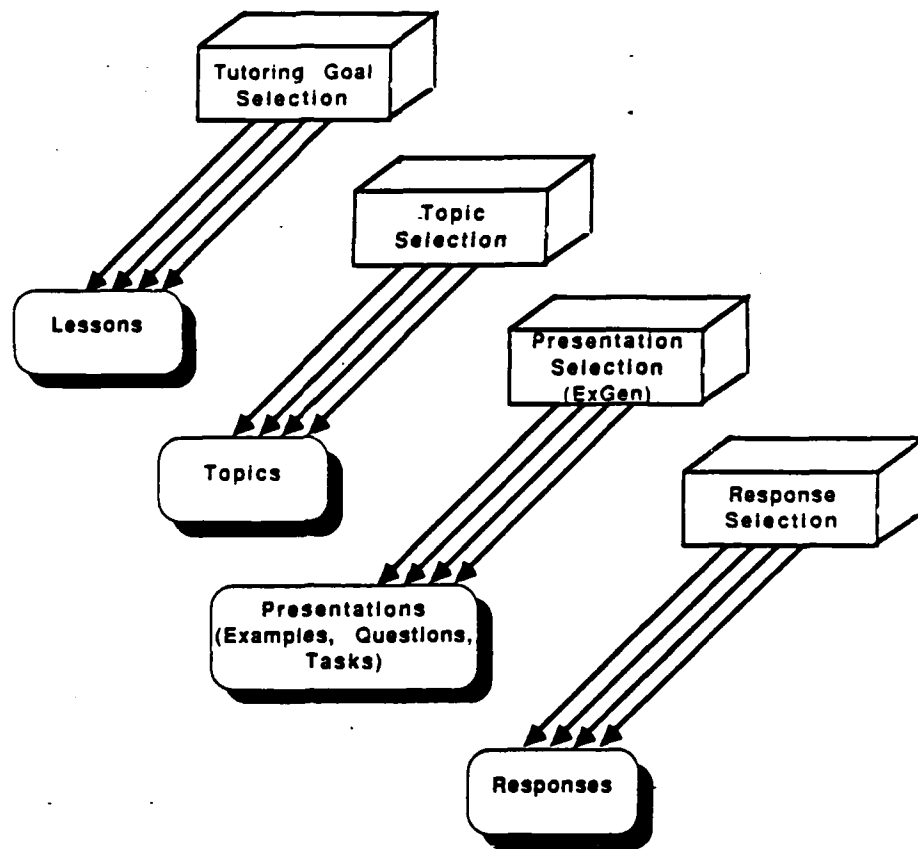 Tutoring Goal
Selection
Topic
Selection
Lessons
Presentation
Selection
(ExGen)
Topics
Response
Selection
Presentations
(Examples, Questions,
Tasks)
Responses